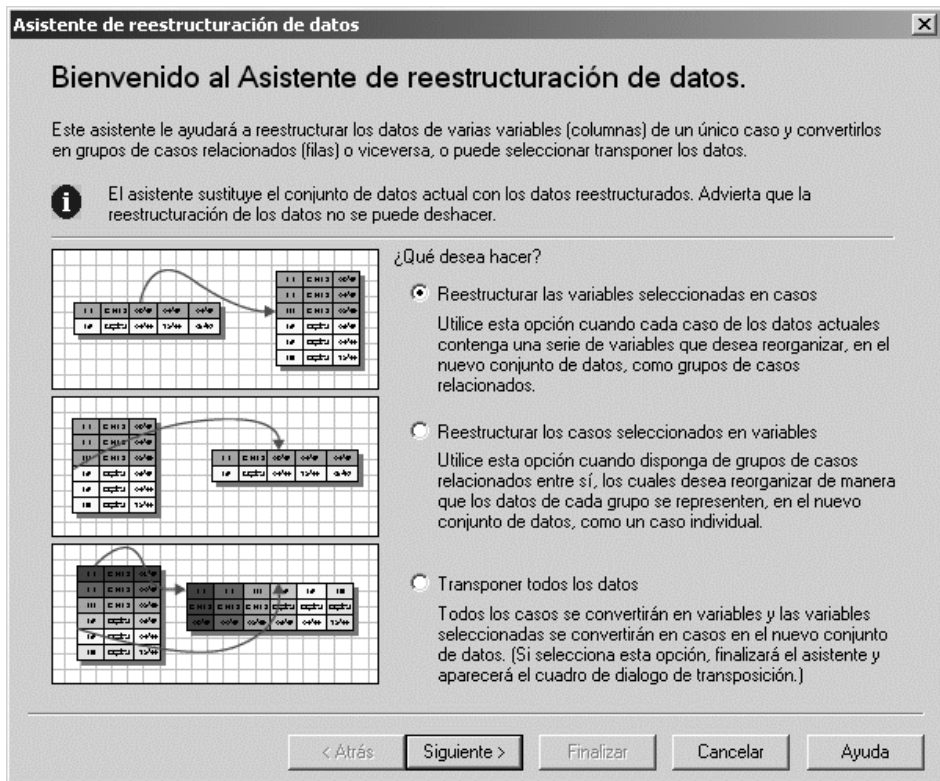 Asistente de reestructuración de datos
Bienvenido al Asistente de reestructuración de datos.
Este asistente le ayudará a reestructurar los datos de varias variables (columnas) de un único caso y convertirlos
en grupos de casos relacionados (filas) o viceversa, o puede seleccionar transponer los datos.
El asistente sustituye el conjunto de datos actual con los datos reestructurados. Advierta que la
reestructuración de los datos no se puede deshacer.
¿Qué desea hacer?
Reestructurar las variables seleccionadas en casos
Utilice esta opción cuando cada caso de los datos actuales
contenga una serie de variables que desea reorganizar, en el
nuevo conjunto de datos, como grupos de casos
relacionados.
Reestructurar los casos seleccionados en variables
Utilice esta opción cuando disponga de grupos de casos
relacionados entre sí, los cuales desea reorganizar de manera
que los datos de cada grupo se representen, en el nuevo
conjunto de datos, como un caso individual.
Transponer todos los datos
Todos los casos se convertirán en variables y las variables
seleccionadas se convertirán en casos en el nuevo conjunto
de datos. (Si selecciona esta opción, finalizará el asistente y
aparecerá el cuadro de dialogo de transposición.)
< Atrás
Siguiente >
Finalizar
Cancelar
Ayuda